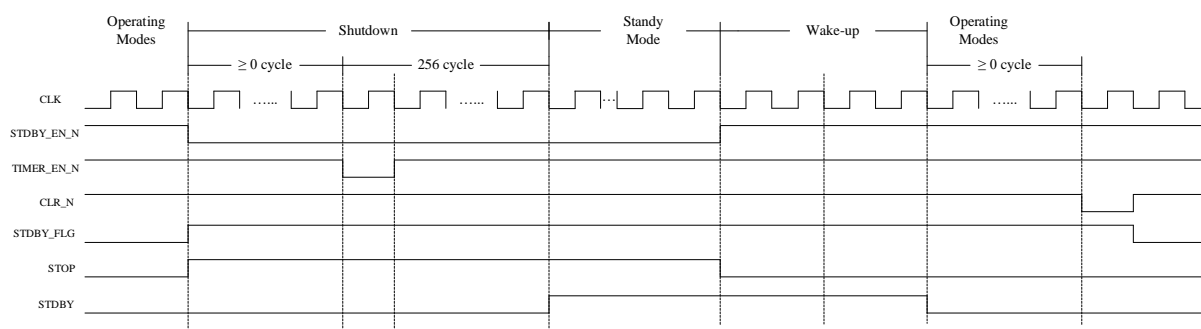 Operating
Modes
Shutdown
Standy
Mode
Wake-up
Operating
Modes
≥ 0 cycle
256 cycle
≥ 0 cycle
CLK
…...
…...
…
…...
STDBY_EN_N
TIMER_EN_N
CLR_N
STDBY_FLG
STOP
STDBY